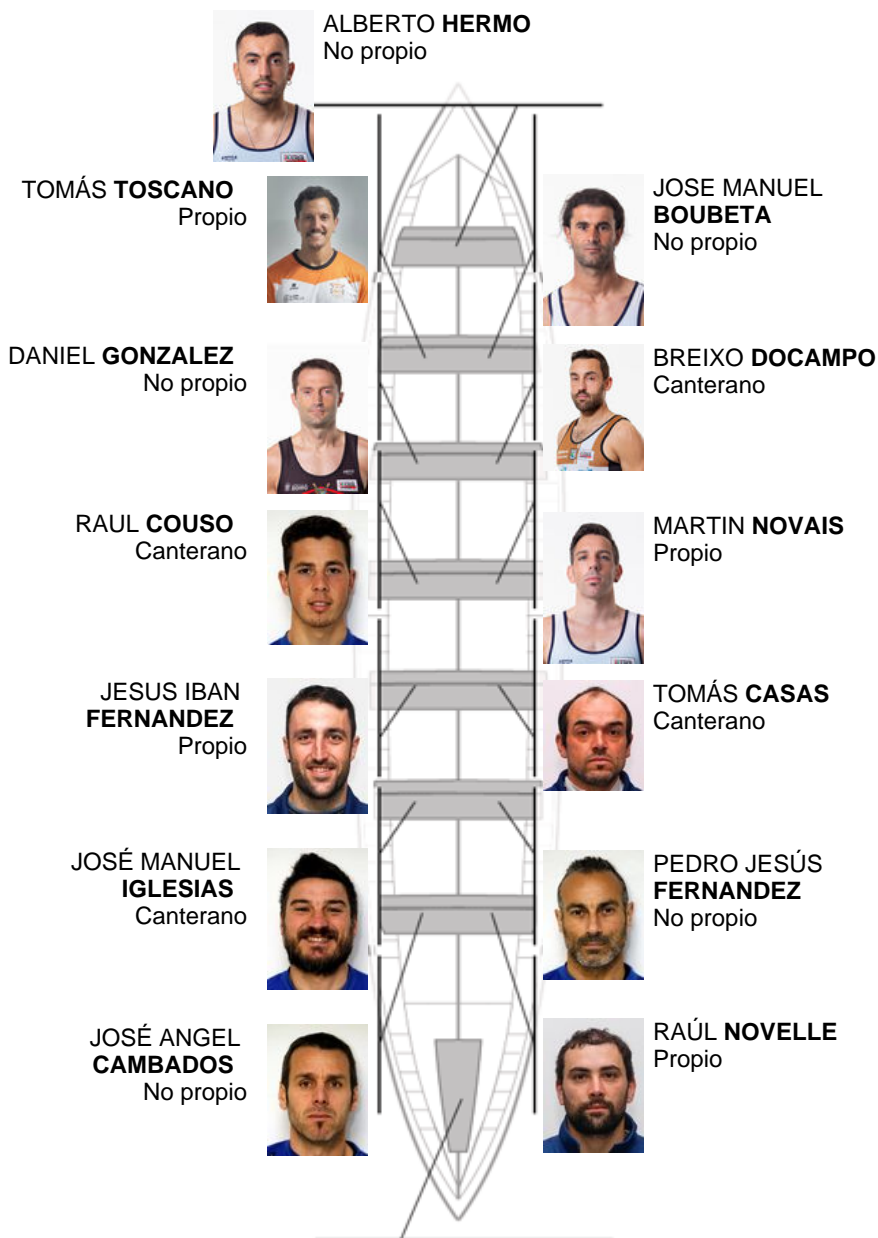 ALBERTO HERMO
No propio
TOMÁS TOSCANO
Propio
JOSE MANUEL
BOUBETA
No propio
DANIEL GONZALEZ
No propio
BREIXO DOCAMPO
Canterano
RAUL COUSO
Canterano
MARTIN NOVAIS
Propio
JESUS IBAN
FERNANDEZ
Propio
TOMÁS CASAS
Canterano
JOSÉ MANUEL
IGLESIAS
Canterano
PEDRO JESÚS
FERNANDEZ
No propio
JOSÉ ANGEL
CAMBADOS
No propio
RAÚL NOVELLE
Propio